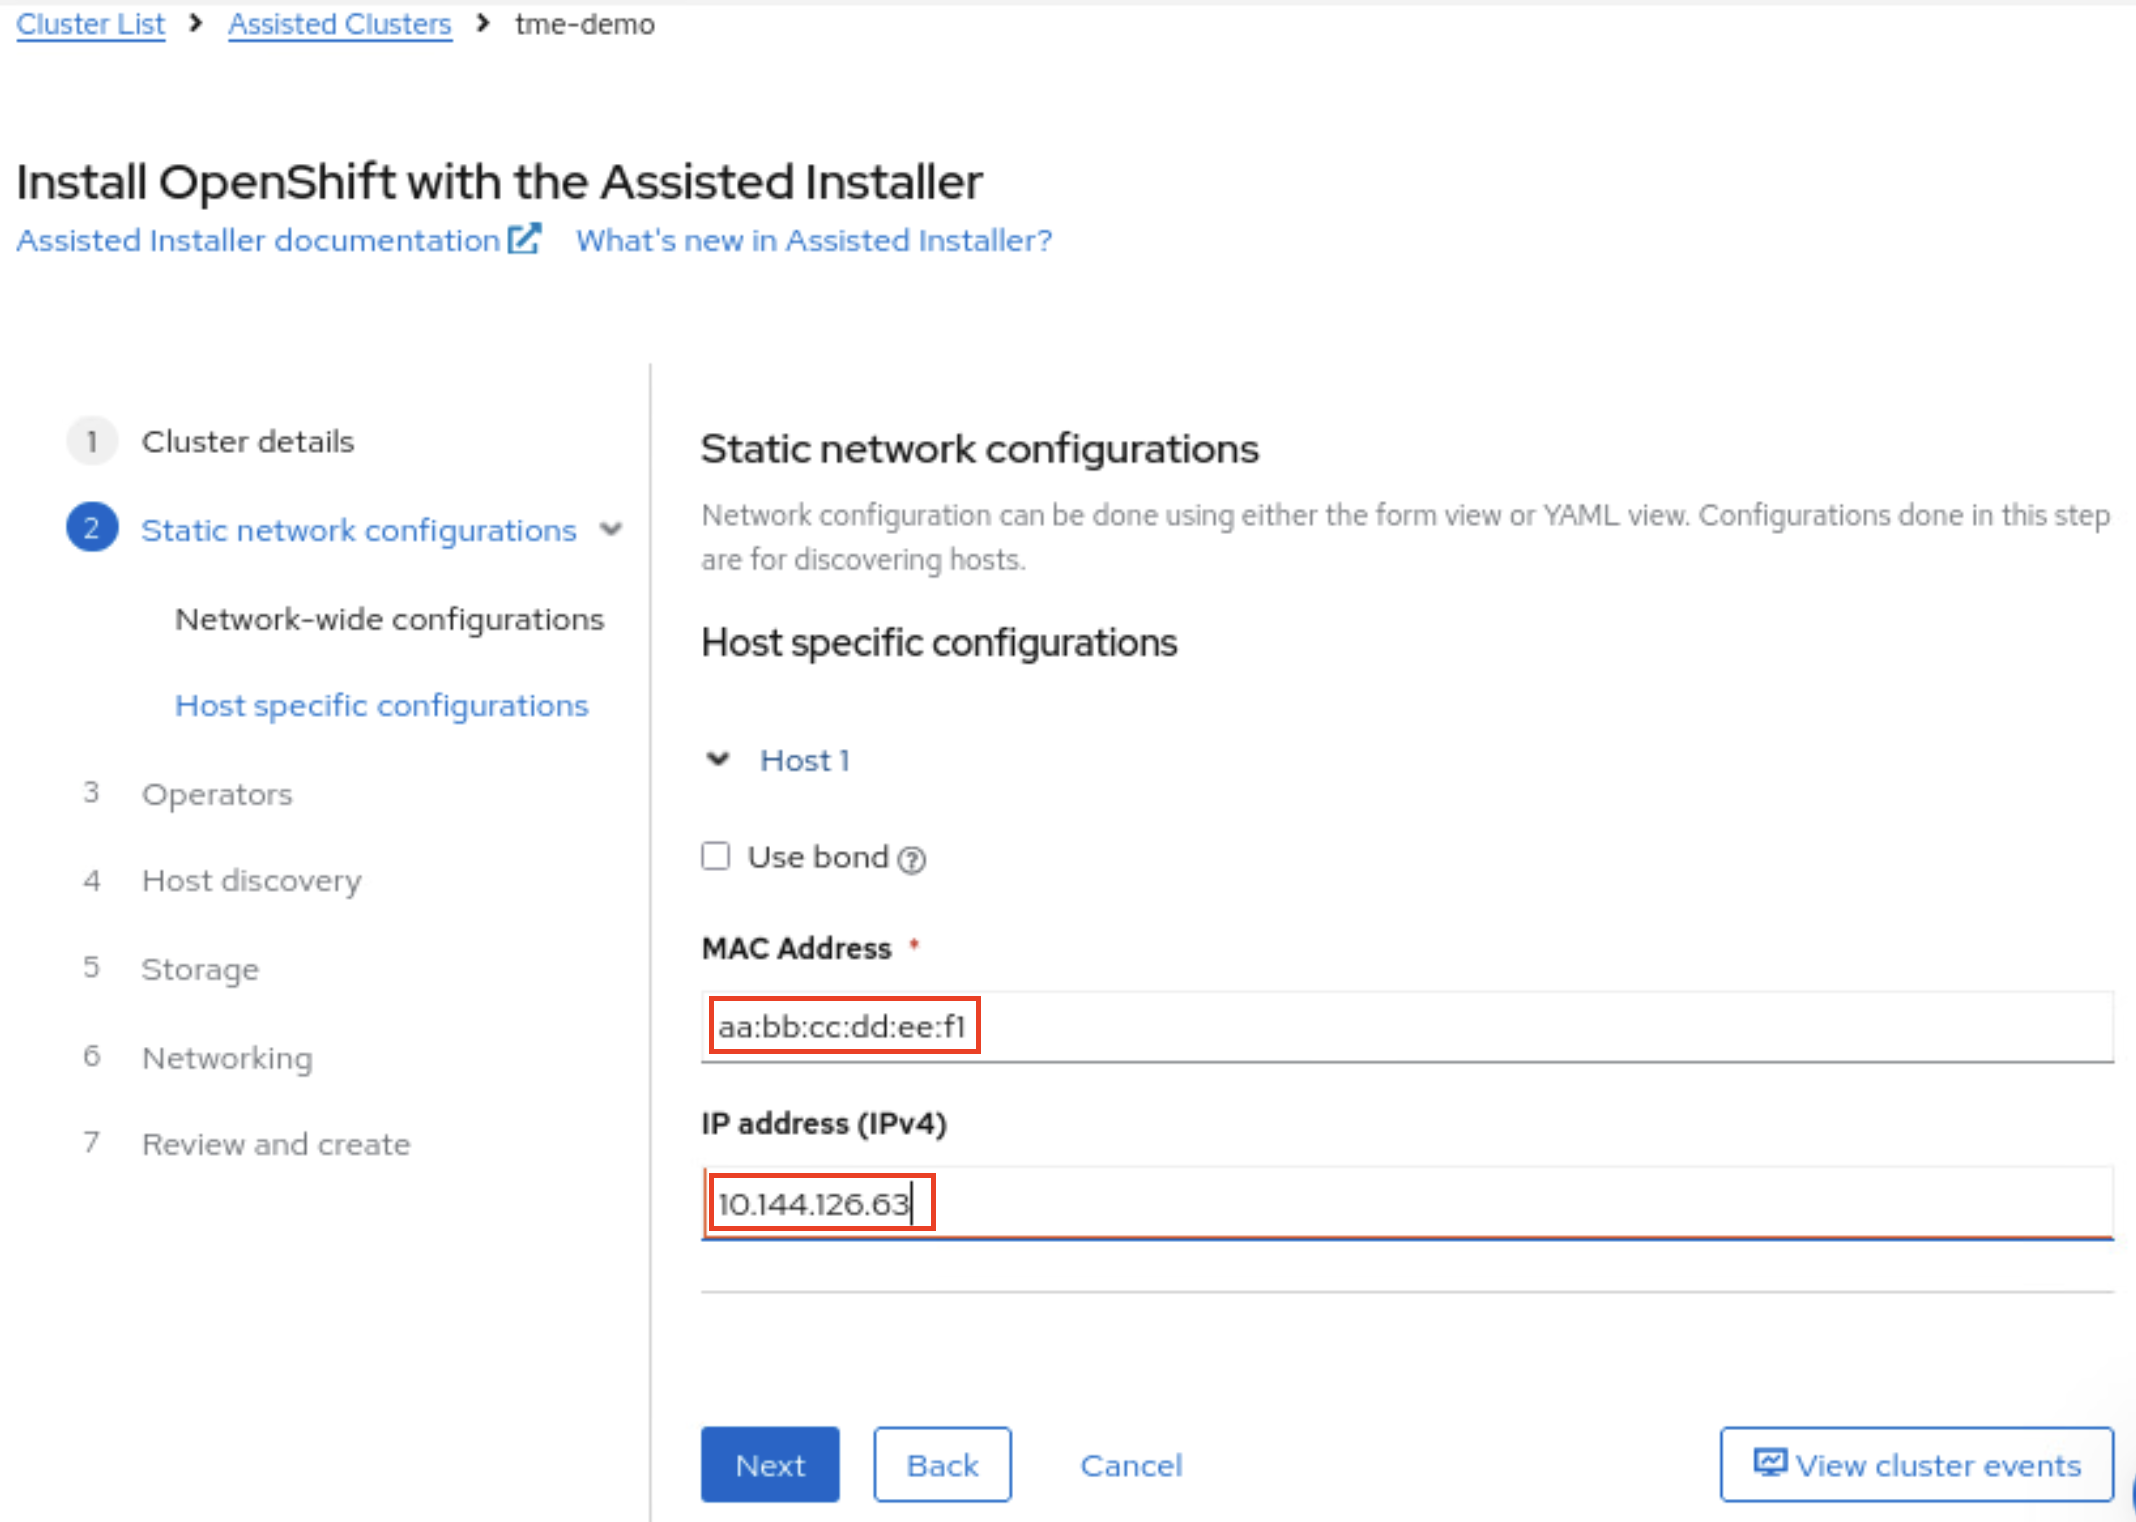 Cluster List > Assisted Clusters > tme-demo
Install OpenShift with the Assisted Installer
Assisted Installer documentation What's new in Assisted Installer?
1 Cluster details
2 Static network configurations
Network-wide configurations
Host specific configurations
3 Operators
4 Host discovery
5 Storage
6 Networking
7 Review and create
Static network configurations
Network configuration can be done using either the form view or YAML view. Configurations done in this step
are for discovering hosts.
Host specific configurations
Host 1
Use bond ?
MAC Address *
aa:bb:cc:dd:ee:f1
IP address (IPv4)
10.144.126.63
Next Back Cancel View cluster events